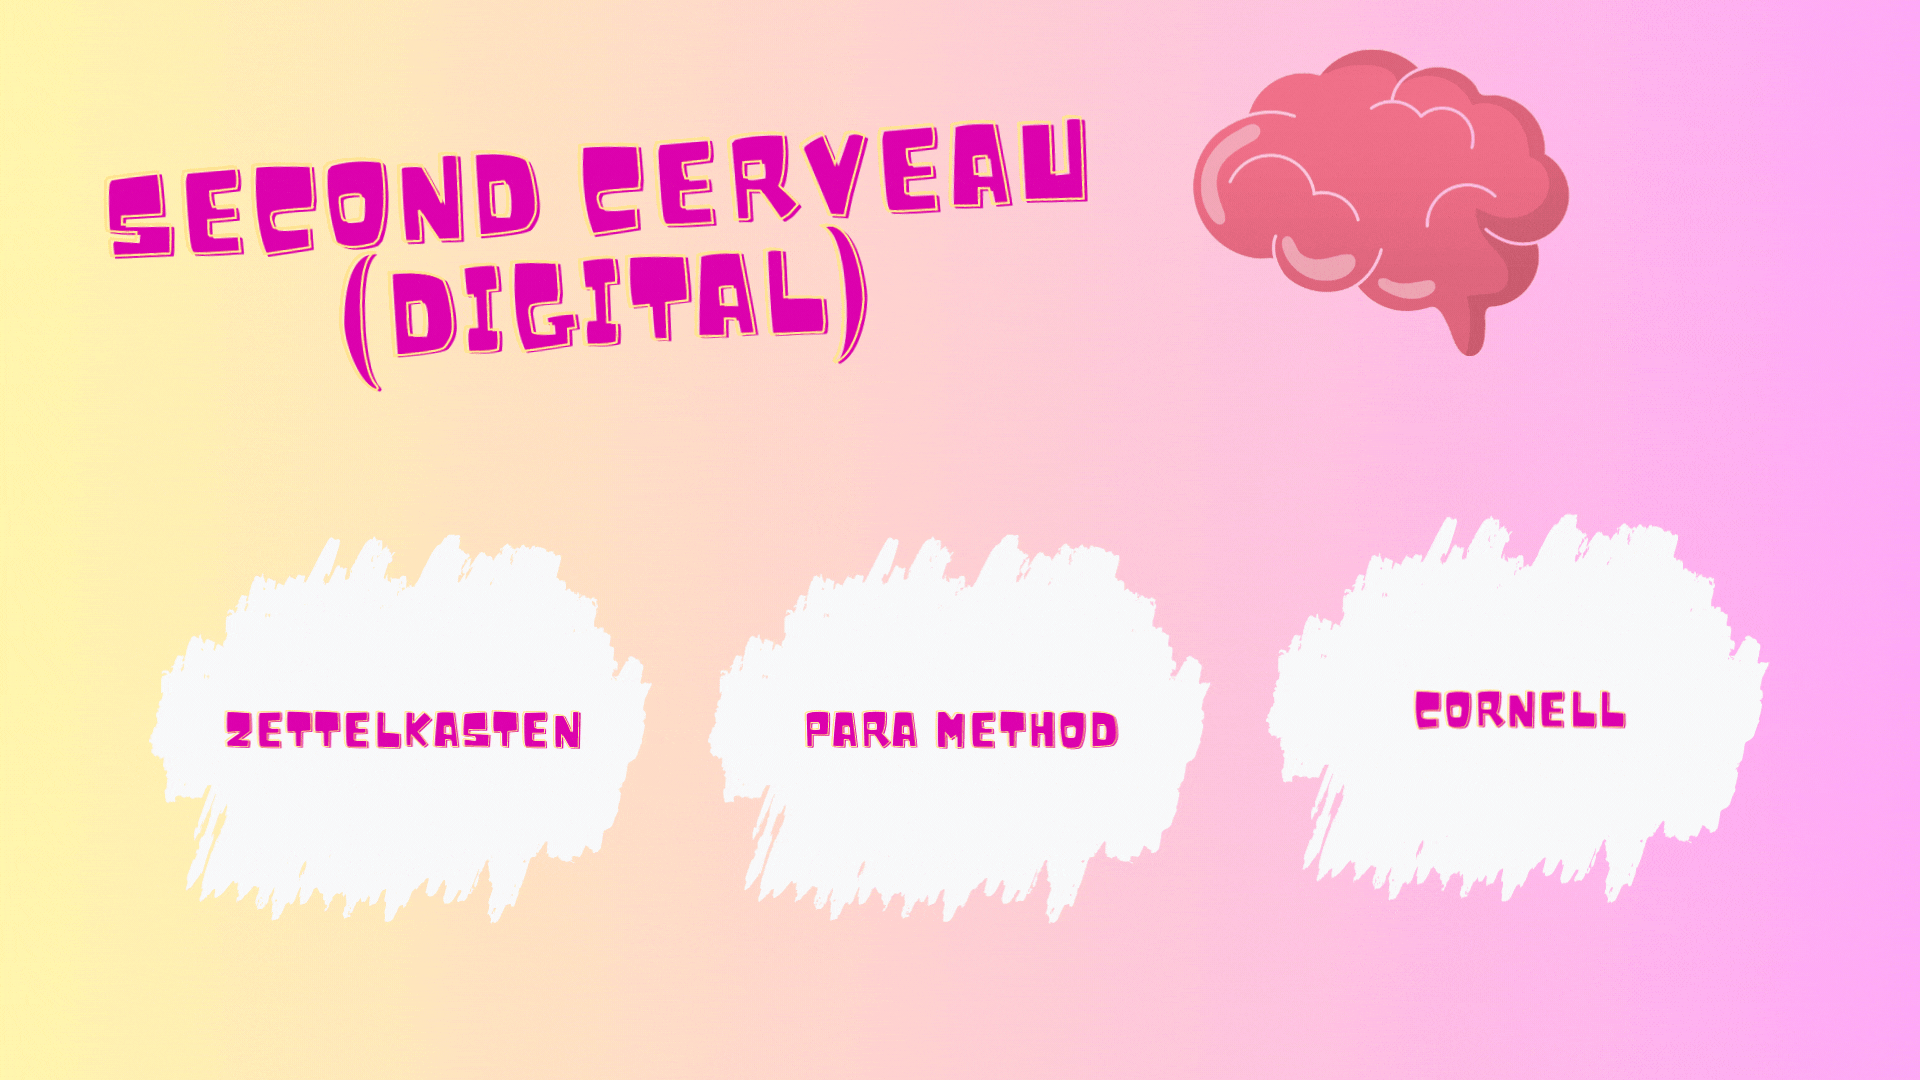 SECOND CERVEAU
(DIGITAL)
ZETTELKASTEN
PARA METHOD
CORNELL